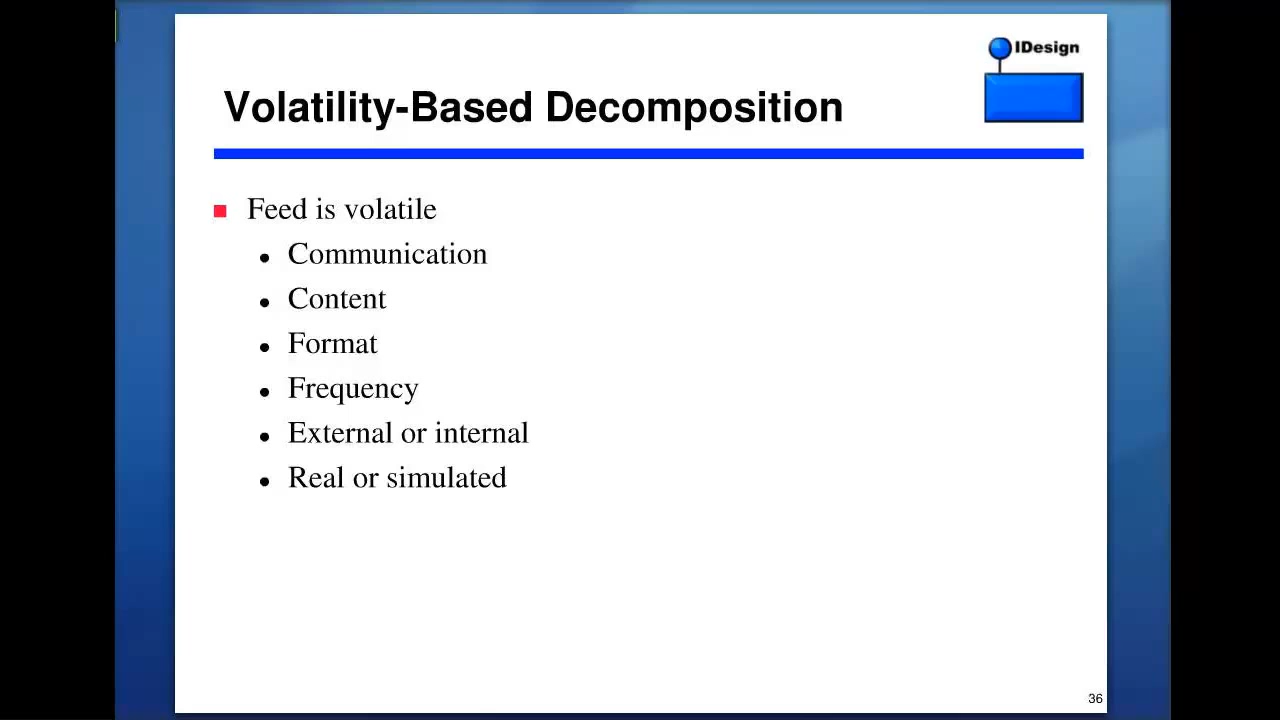 IDesign
Volatility-Based Decomposition
Feed is volatile
Communication
Content
Format
Frequency
External or internal
Real or simulated
36